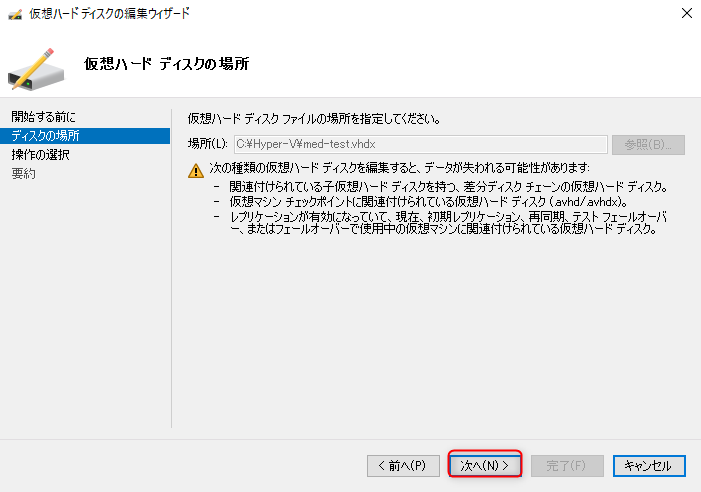 仮想ハード ディスクの編集ウィザード
仮想ハード ディスクの場所
開始する前に
ディスクの場所
操作の選択
要約
仮想ハード ディスク ファイルの場所を指定してください。
場所(L): C:¥Hyper-V¥med-test.vhdx 参照(B)...
次の種類の仮想ハード ディスクを編集すると、データが失われる可能性があります:
- 関連付けられている子仮想ハード ディスクを持つ、差分ディスク チェーンの仮想ハード ディスク。
- 仮想マシン チェックポイントに関連付けられている仮想ハード ディスク (.avhd/.avhdx)。
- レプリケーションが有効になっていて、現在、初期レプリケーション、再同期、テスト フェールオーバ
ー、またはフェールオーバーで使用中の仮想マシンに関連付けられている仮想ハード ディスク。
< 前へ(P) 次へ(N) > 完了(F) キャンセル